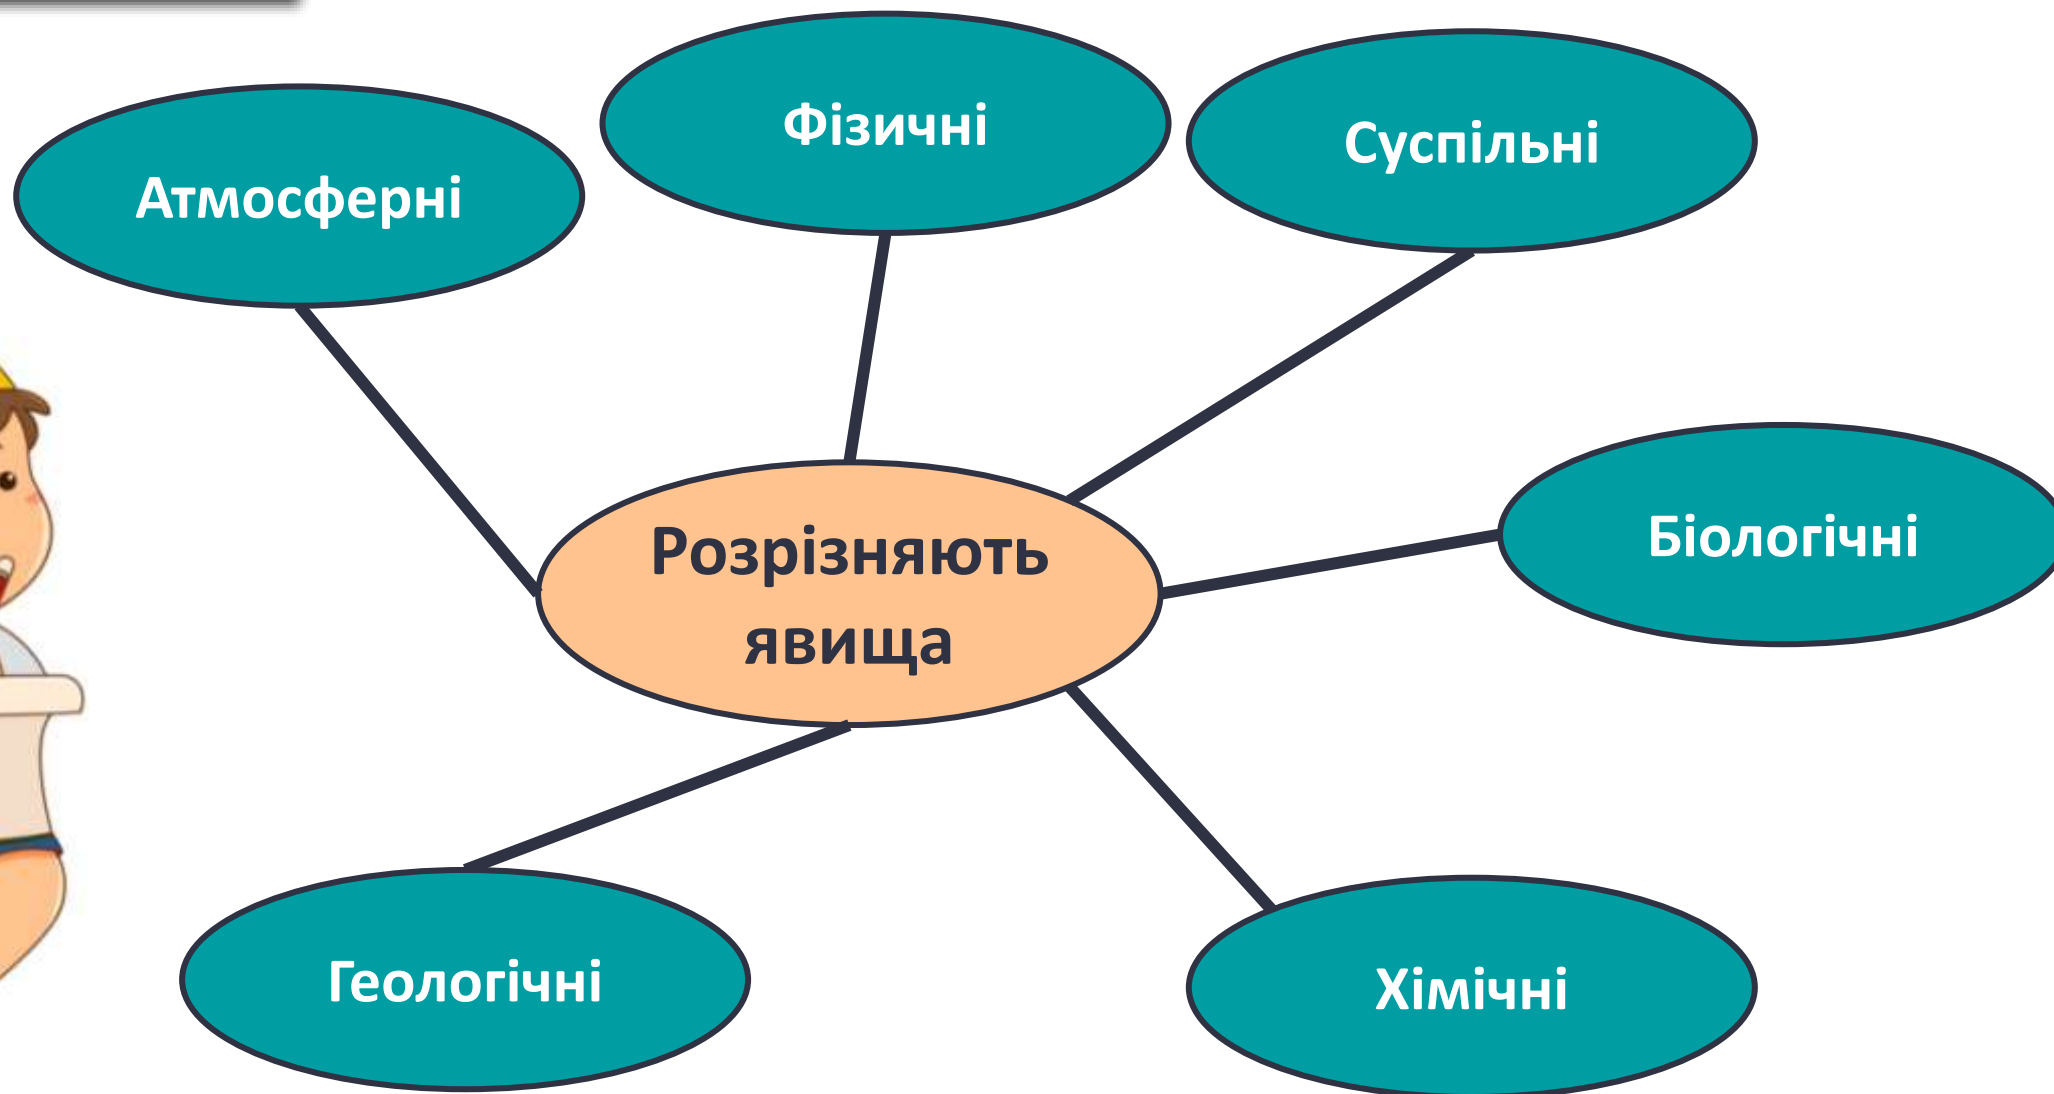 Фізичні
Суспільні
Атмосферні
Біологічні
Розрізняють
явища
Геологічні
Хімічні